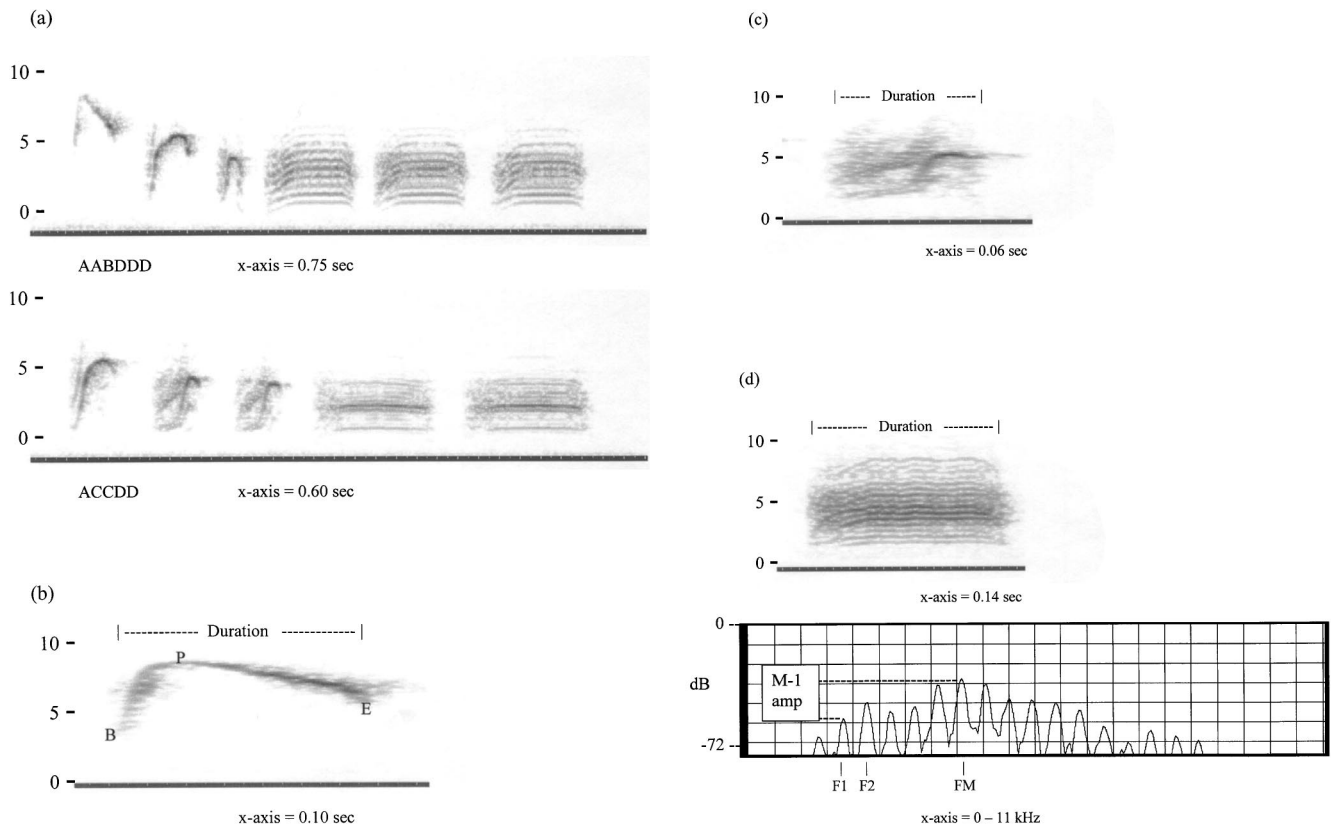 (a)
10
5
0
AABDDD
x-axis = 0.75 sec
10
5
0
ACCDD
x-axis = 0.60 sec
(b)
Duration
10
5
0
P
B
E
x-axis = 0.10 sec
(c)
10
5
0
Duration
x-axis = 0.06 sec
(d)
10
5
0
Duration
x-axis = 0.14 sec
0
dB
-72
M-1
amp
F1 F2 FM
x-axis = 0 – 11 kHz